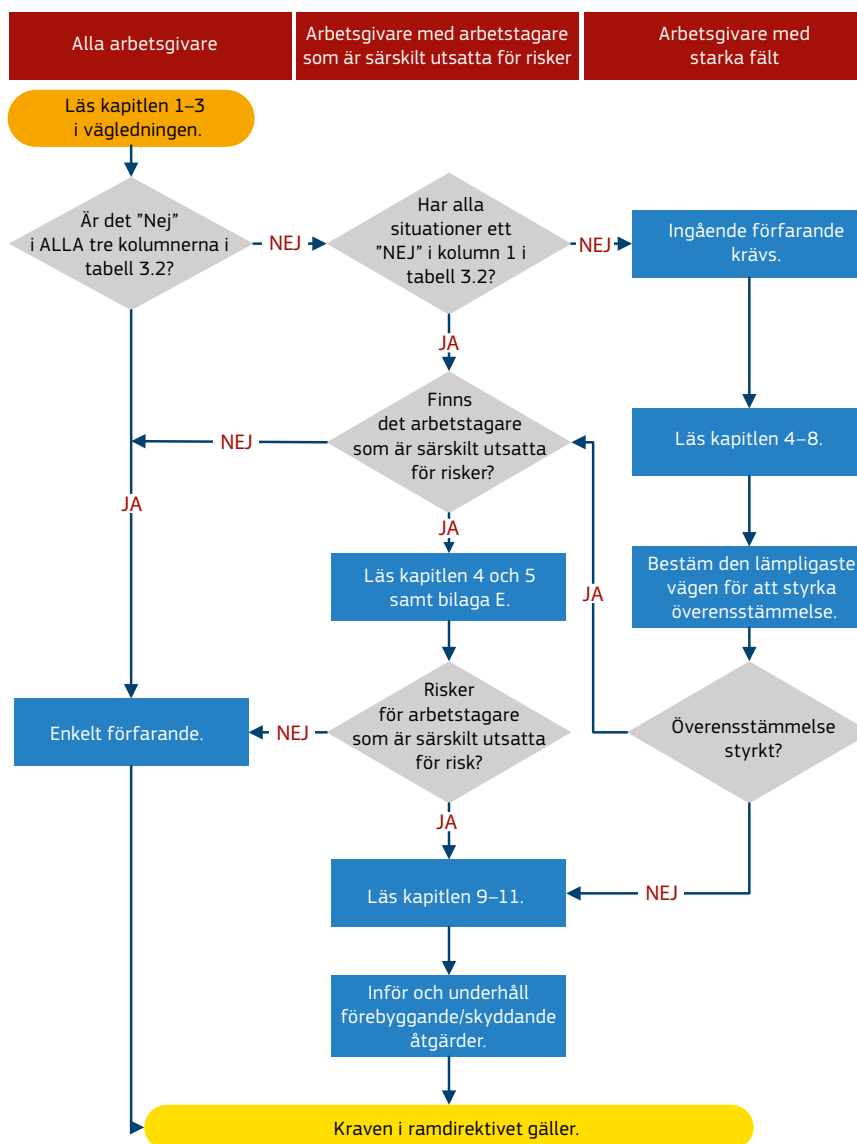 Alla arbetsgivare
Arbetsgivare med arbetstagare
som är särskilt utsatta för risker
Arbetsgivare med
starka fält
Läs kapitlen 1–3
i vägledningen.
Är det ”Nej”
i ALLA tre kolumnerna i
tabell 3.2?
NEJ
Har alla
situationer ett
”NEJ” i kolumn 1 i
tabell 3.2?
NEJ
Ingående förfarande
krävs.
JA
Finns
det arbetstagare
som är särskilt utsatta
för risker?
NEJ
Läs kapitlen 4–8.
JA
JA
Läs kapitlen 4 och 5
samt bilaga E.
JA
Bestäm den lämpligaste
vägen för att styrka
överensstämmelse.
Enkelt förfarande.
NEJ
Risker
för arbetstagare
som är särskilt utsatta
för risk?
Överensstämmelse
styrkt?
JA
Läs kapitlen 9–11.
NEJ
Inför och underhåll
förebyggande/skyddande
åtgärder.
Kraven i ramdirektivet gäller.